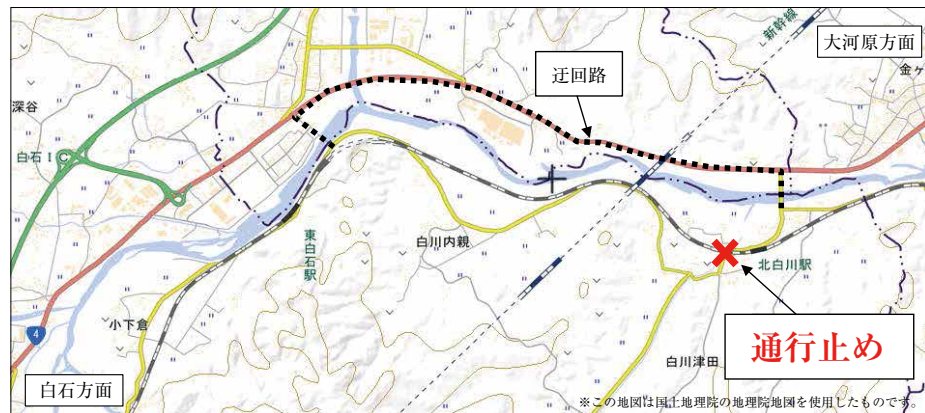 新幹線
大河原方面
金ヶ
迂回路
深谷
白石IC
東白石駅
白川内親
北白川駅
小下倉
4
通行止め
白川津田
白石方面
※この地図は国土地理院の地理院地図を使用したものです。